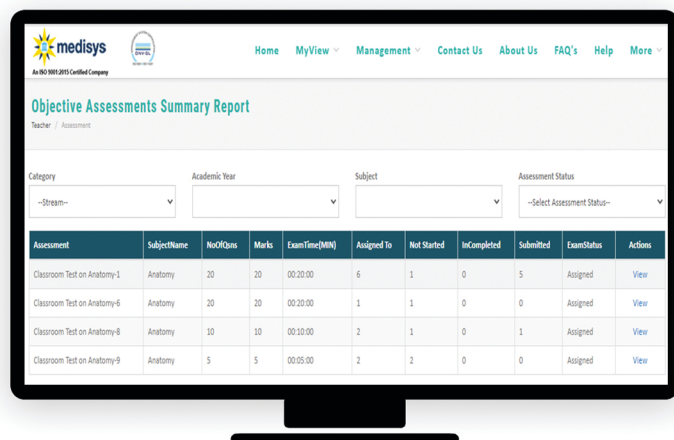 medisys
An ISO 9001:2015 Certified Company
DNV·GL
Home MyView Management Contact Us About Us FAQ's Help More
Objective Assessments Summary Report
Teacher / Assessment
Category Academic Year Subject Assessment Status
--Stream-- --Select Assessment Status--
Assessment SubjectName NoOfQsns Marks ExamTime(MIN) Assigned To Not Started InCompleted Submitted ExamStatus Actions
Classroom Test on Anatomy-1 Anatomy 20 20 00:20:00 6 1 0 5 Assigned View
Classroom Test on Anatomy-6 Anatomy 20 20 00:20:00 1 1 0 0 Assigned View
Classroom Test on Anatomy-8 Anatomy 10 10 00:10:00 2 1 0 1 Assigned View
Classroom Test on Anatomy-9 Anatomy 5 5 00:05:00 2 2 0 0 Assigned View